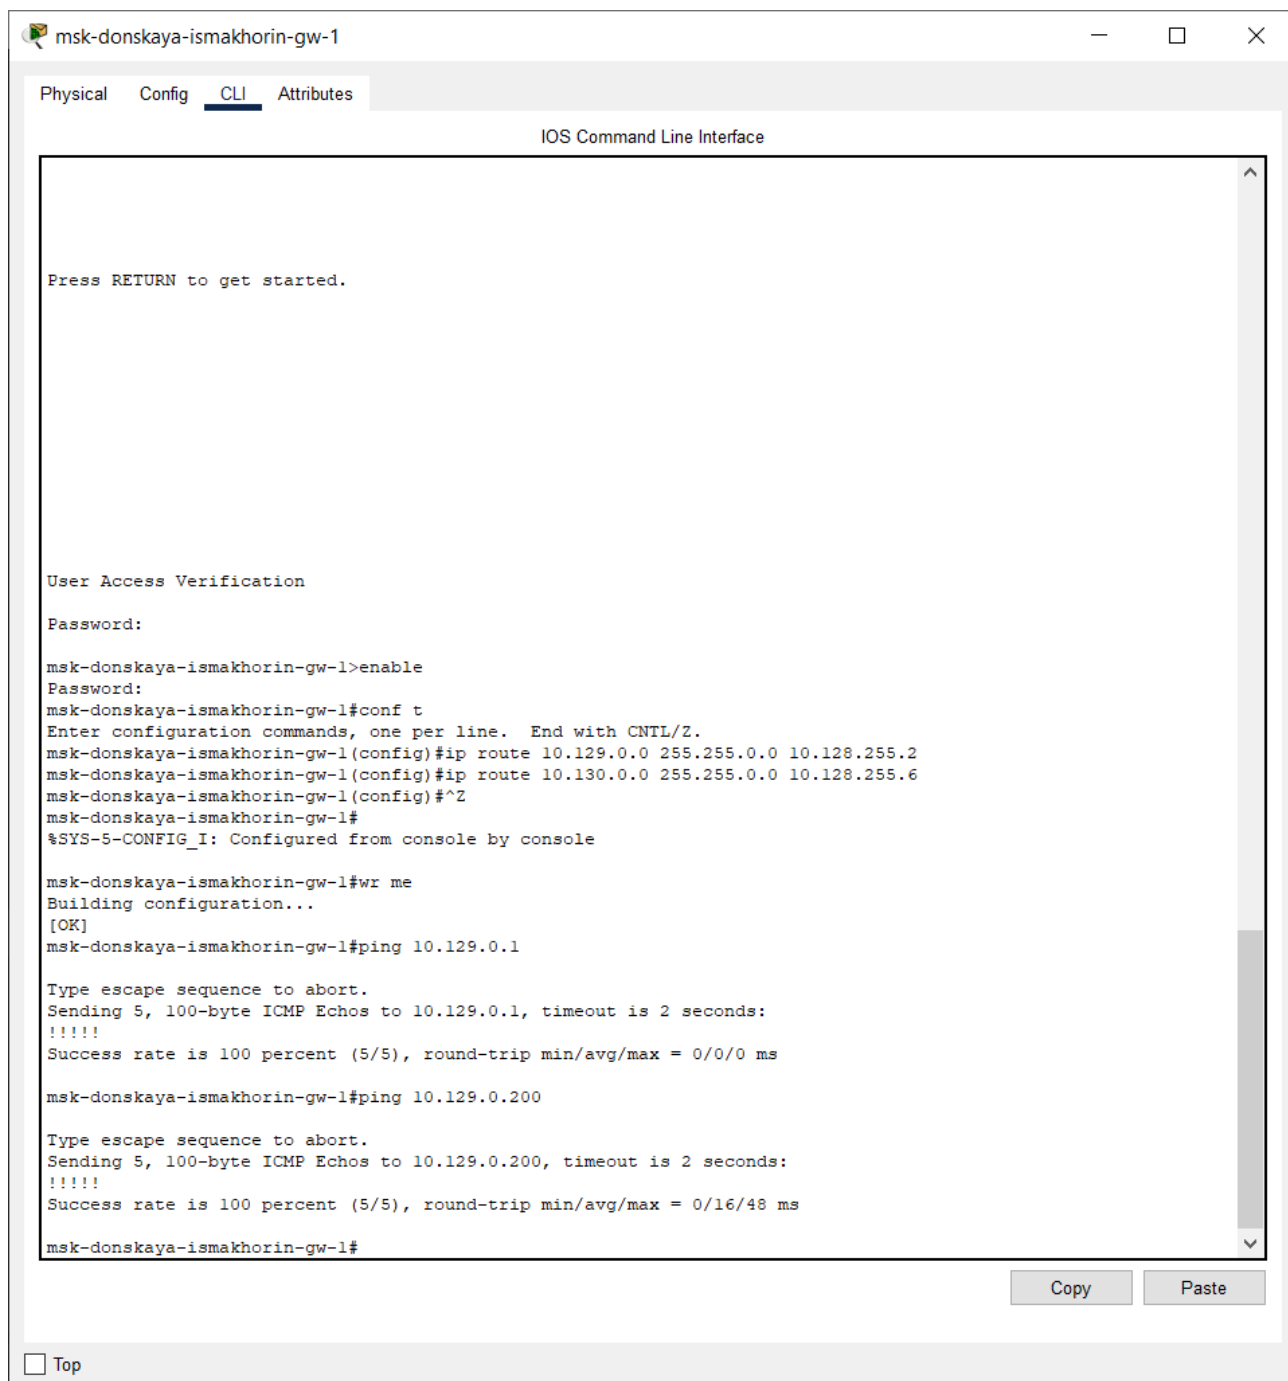 msk-donskaya-ismakhorin-gw-1
Physical Config CLI Attributes
IOS Command Line Interface
Press RETURN to get started.
User Access Verification
Password:
msk-donskaya-ismakhorin-gw-1>enable
Password:
msk-donskaya-ismakhorin-gw-1#conf t
Enter configuration commands, one per line.  End with CNTL/Z.
msk-donskaya-ismakhorin-gw-1(config)#ip route 10.129.0.0 255.255.0.0 10.128.255.2
msk-donskaya-ismakhorin-gw-1(config)#ip route 10.130.0.0 255.255.0.0 10.128.255.6
msk-donskaya-ismakhorin-gw-1(config)#^Z
msk-donskaya-ismakhorin-gw-1#
%SYS-5-CONFIG_I: Configured from console by console
msk-donskaya-ismakhorin-gw-1#wr me
Building configuration...
[OK]
msk-donskaya-ismakhorin-gw-1#ping 10.129.0.1
Type escape sequence to abort.
Sending 5, 100-byte ICMP Echos to 10.129.0.1, timeout is 2 seconds:
!!!!!
Success rate is 100 percent (5/5), round-trip min/avg/max = 0/0/0 ms
msk-donskaya-ismakhorin-gw-1#ping 10.129.0.200
Type escape sequence to abort.
Sending 5, 100-byte ICMP Echos to 10.129.0.200, timeout is 2 seconds:
!!!!!
Success rate is 100 percent (5/5), round-trip min/avg/max = 0/16/48 ms
msk-donskaya-ismakhorin-gw-1#
Copy Paste
Top